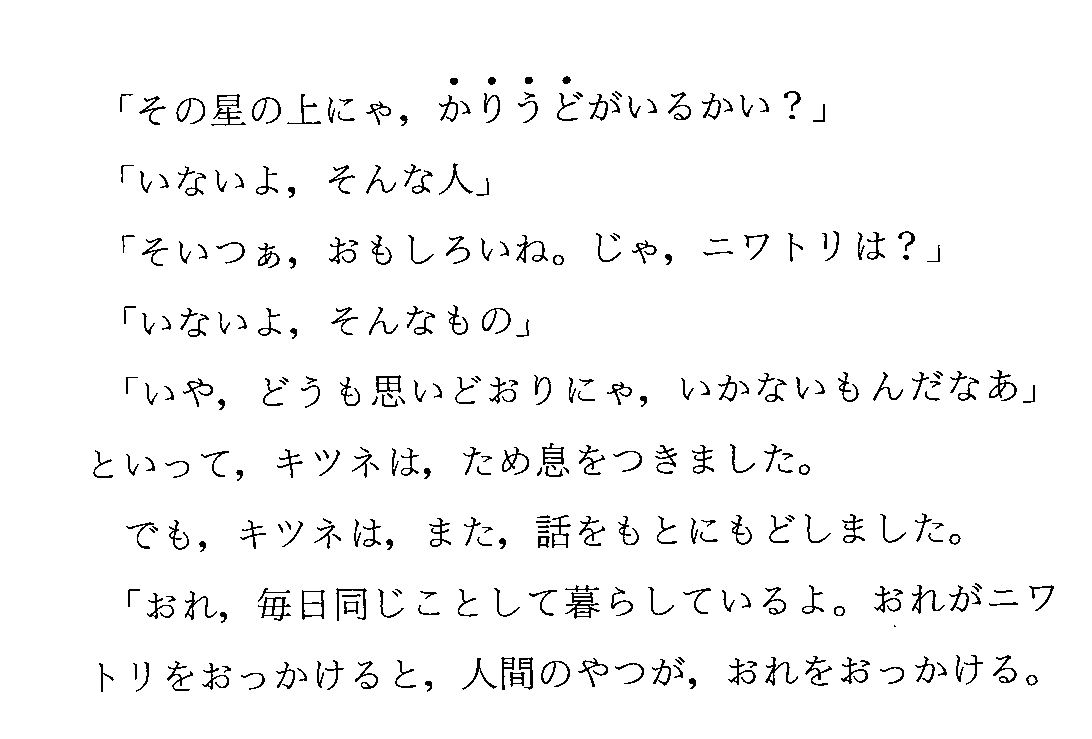 「その星の上にゃ，かりうどがいるかい？」
「いないよ，そんな人」
「そいつぁ，おもしろいね。じゃ，ニワトリは？」
「いないよ，そんなもの」
「いや，どうも思いどおりにゃ，いかないもんだなあ」
といって，キツネは，ため息をつきました。
でも，キツネは，また，話をもとにもどしました。
「おれ，毎日同じことして暮らしているよ。おれがニワ
トリをおっかけると，人間のやつが，おれをおっかける。